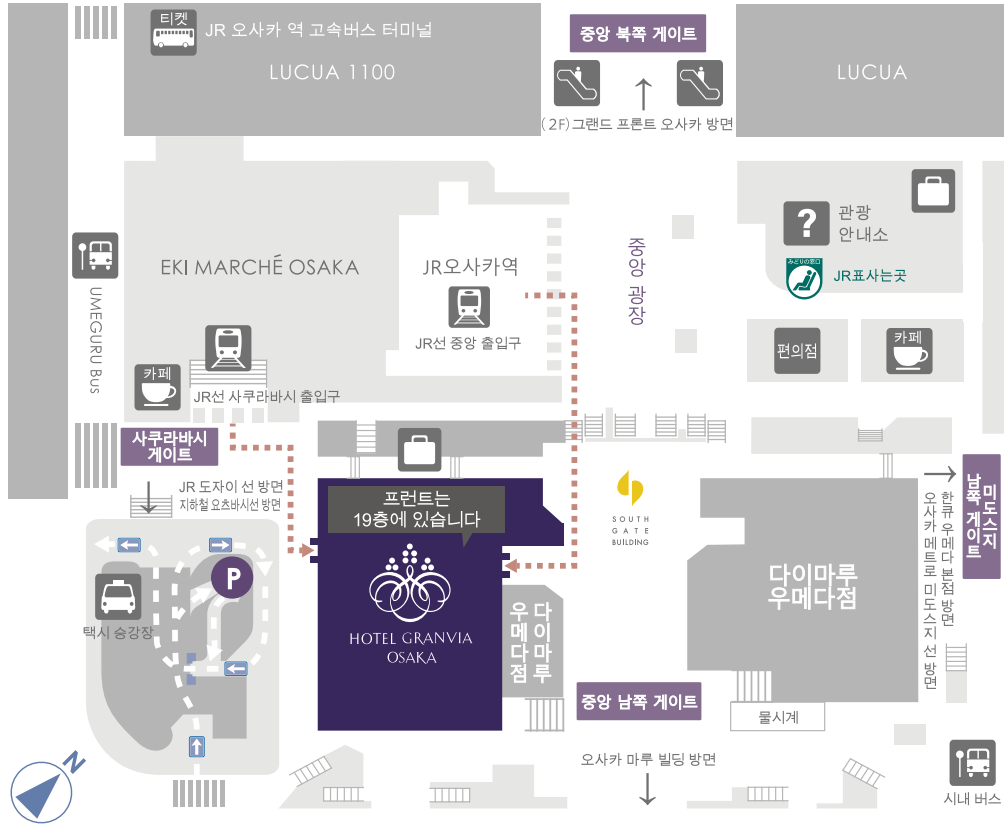 티켓
JR 오사카 역 고속버스 터미널
LUCUA 1100
중앙 북쪽 게이트
LUCUA
(2F)그랜드 프론트 오사카 방면
관광
안내소
みどりの窓口
JR표사는곳
EKI MARCHÉ OSAKA
JR오사카역
JR선 중앙 출입구
중앙 광장
UMEGURU BUS
카페
JR선 사쿠라바시 출입구
편의점
카페
사쿠라바시
게이트
JR 도자이 선 방면
지하철 요츠바시선 방면
프런트는
19층에 있습니다
HOTEL GRANVIA
OSAKA
SOUTH
GATE
BUILDING
다이마루
우메다점
다이마루
우메다점
미도스지
남쪽 게이트
한큐 우메다 본점 방면
오사카 메트로 미도스지 선 방면
P
택시 승강장
중앙 남쪽 게이트
물시계
오사카 마루 빌딩 방면
시내 버스
N